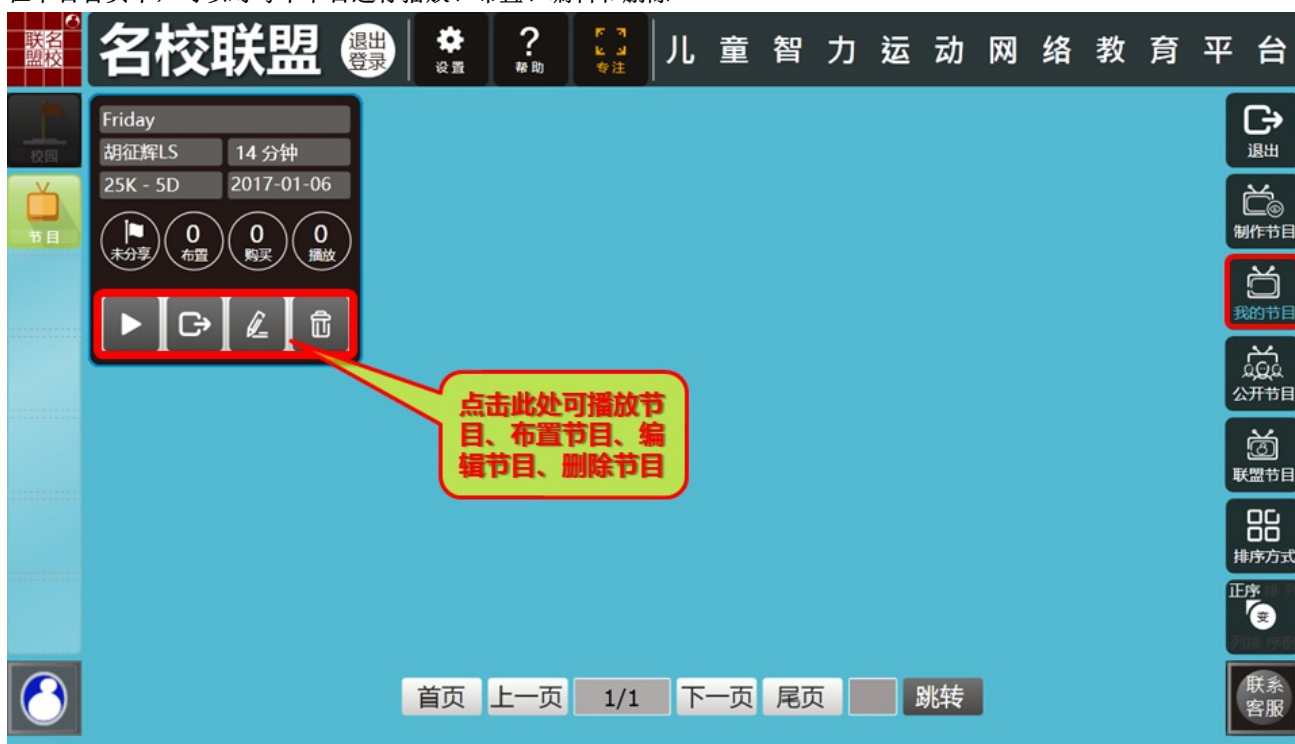 联名
盟校
名校联盟
退出
登录
设置
帮助
专注
儿童智力运动网络教育平台
校园
节目
Friday
胡征辉LS
14 分钟
25K - 5D
2017-01-06
未分享
0
布置
0
购买
0
播放
点击此处可播放节
目、布置节目、编
辑节目、删除节目
退出
制作节目
我的节目
公开节目
联盟节目
排序方式
正序
变
首页
上一页
1/1
下一页
尾页
跳转
联系
客服